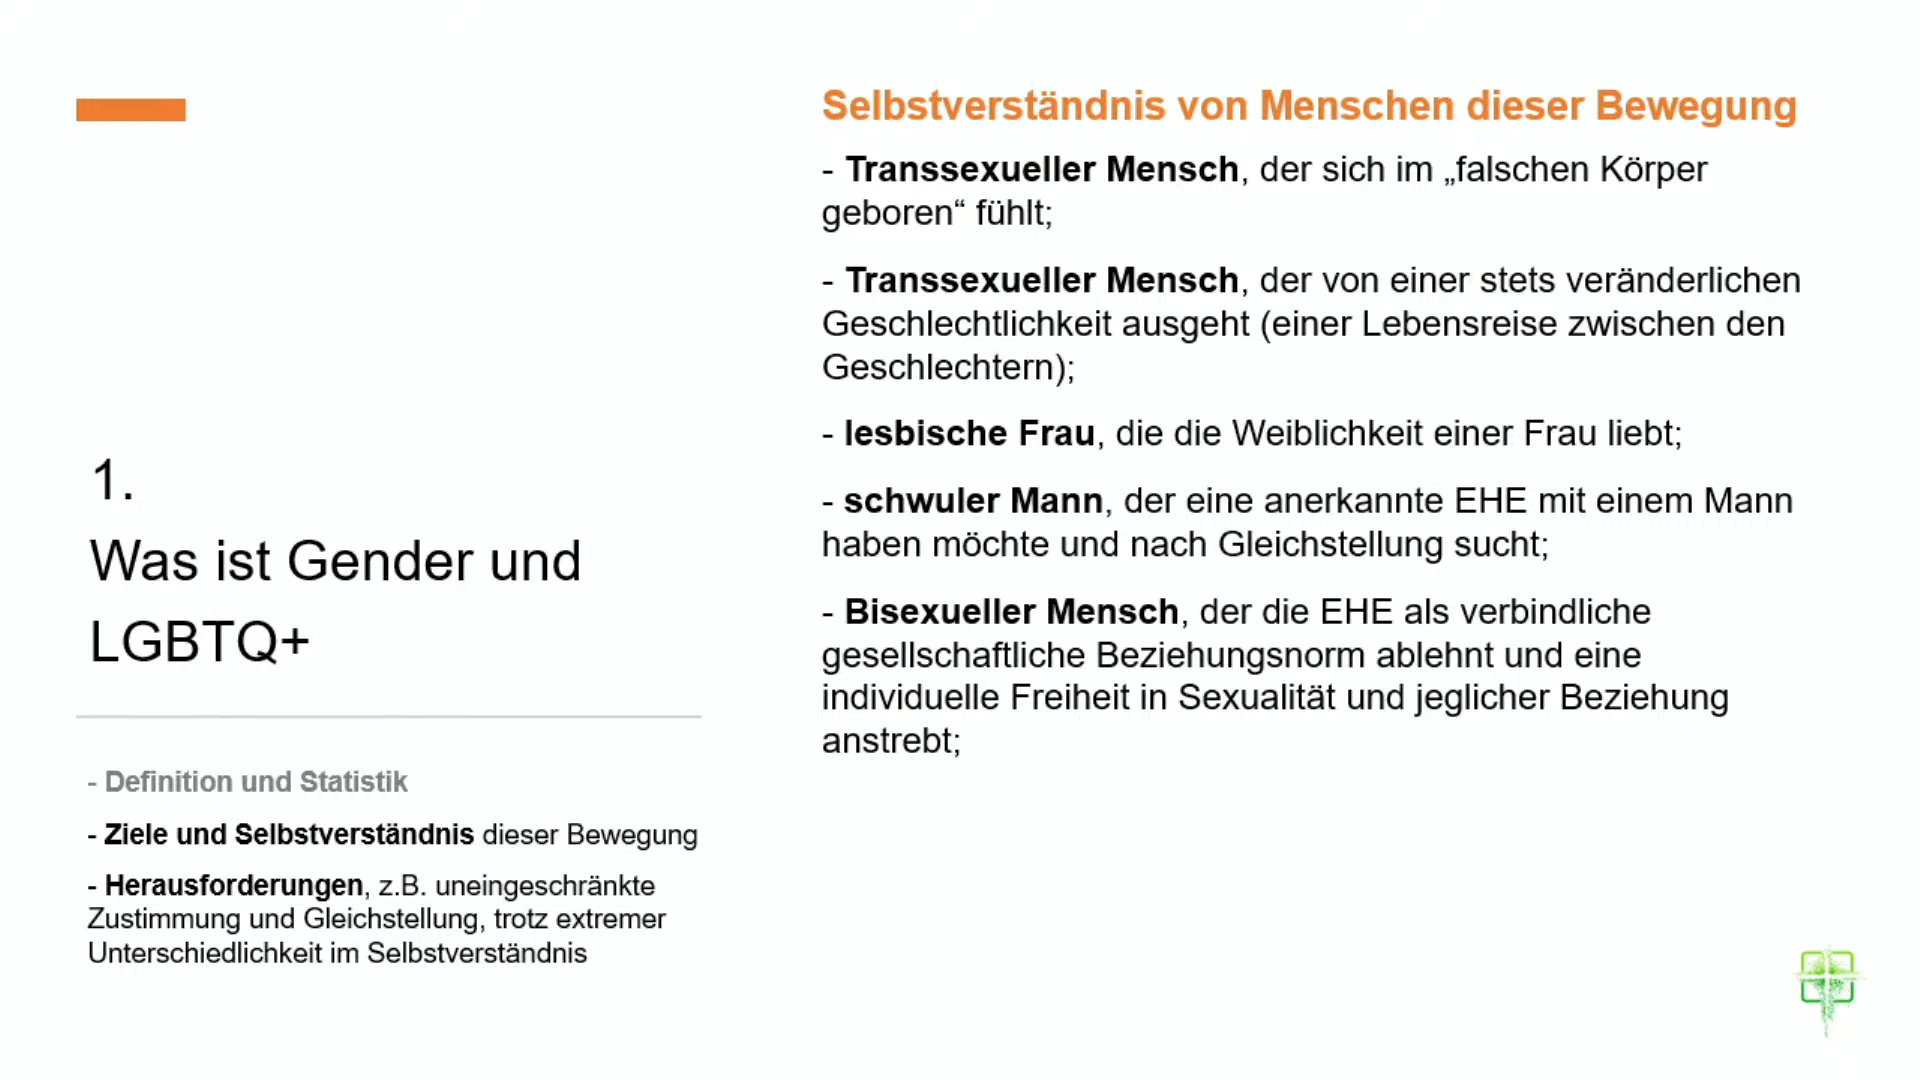 1.
Was ist Gender und
LGBTQ+
- Definition und Statistik
- Ziele und Selbstverständnis dieser Bewegung
- Herausforderungen, z.B. uneingeschränkte
Zustimmung und Gleichstellung, trotz extremer
Unterschiedlichkeit im Selbstverständnis
Selbstverständnis von Menschen dieser Bewegung
- Transsexueller Mensch, der sich im „falschen Körper
geboren“ fühlt;
- Transsexueller Mensch, der von einer stets veränderlichen
Geschlechtlichkeit ausgeht (einer Lebensreise zwischen den
Geschlechtern);
- lesbische Frau, die die Weiblichkeit einer Frau liebt;
- schwuler Mann, der eine anerkannte EHE mit einem Mann
haben möchte und nach Gleichstellung sucht;
- Bisexueller Mensch, der die EHE als verbindliche
gesellschaftliche Beziehungsnorm ablehnt und eine
individuelle Freiheit in Sexualität und jeglicher Beziehung
anstrebt;